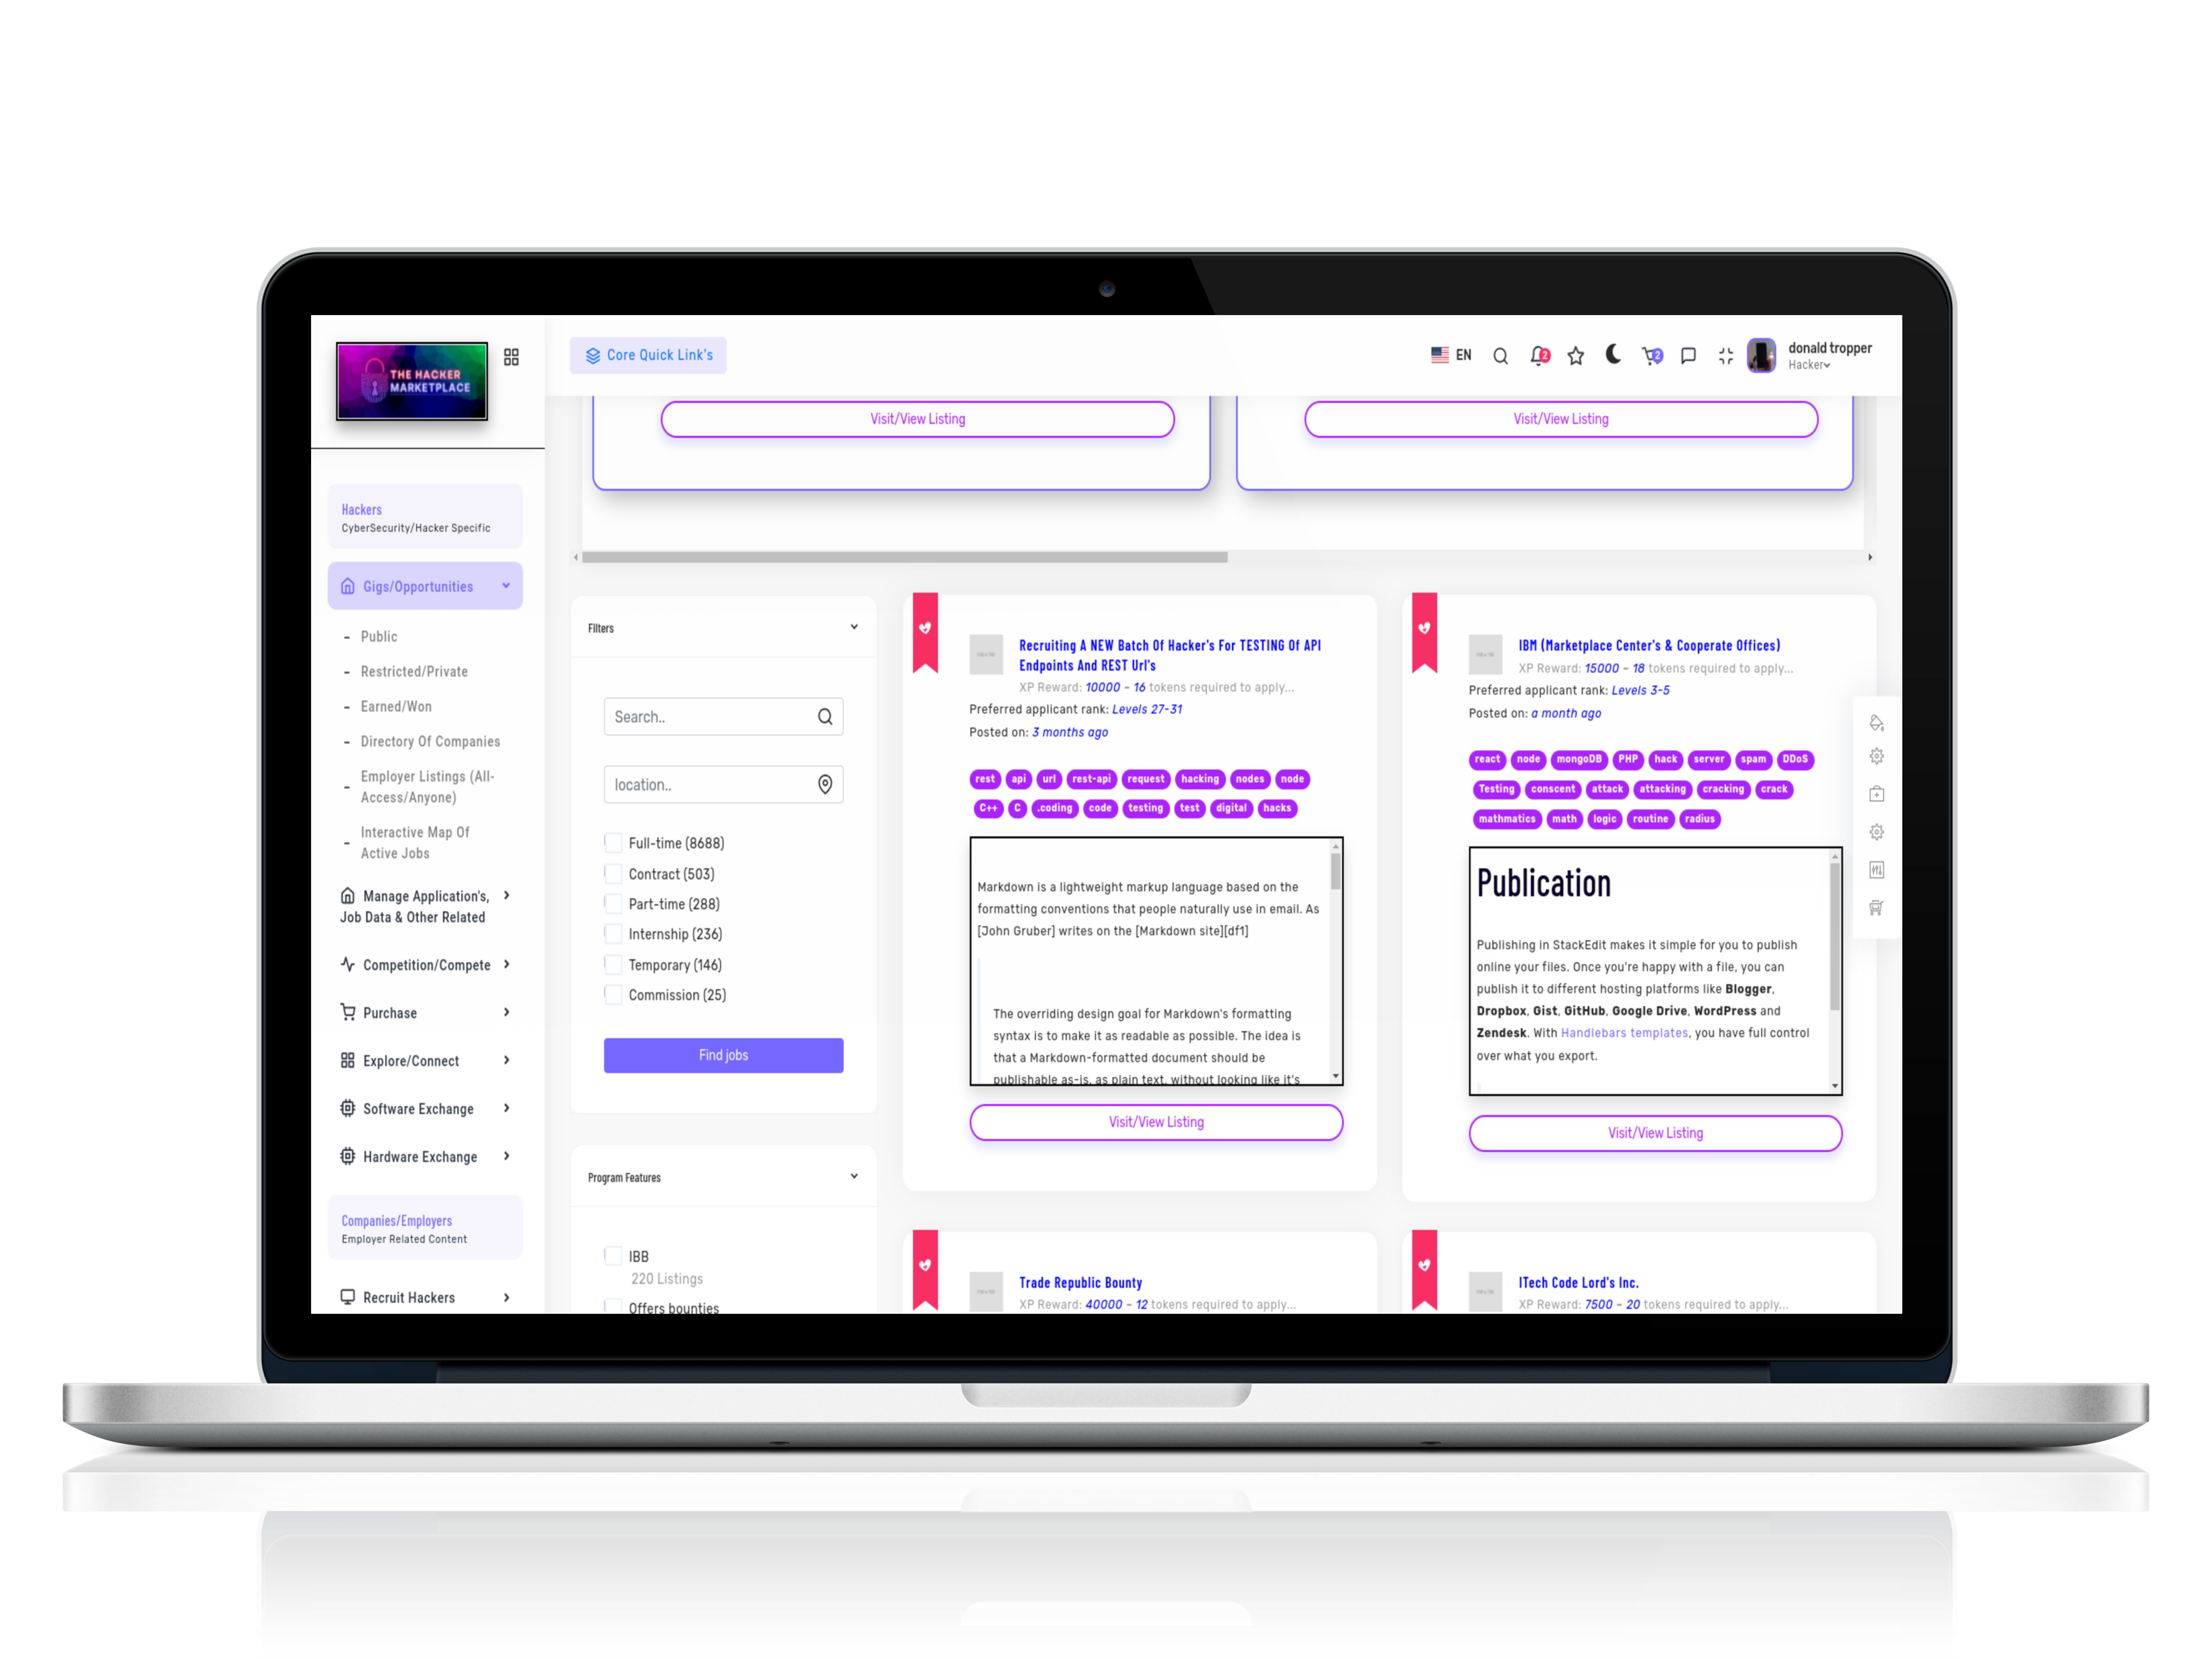 THE HACKER
MARKETPLACE
Core Quick Link's
EN
2
2
donald tropper
Hacker
Hackers
CyberSecurity/Hacker Specific
Gigs/Opportunities
- Public
- Restricted/Private
- Earned/Won
- Directory Of Companies
- Employer Listings (All-
Access/Anyone)
- Interactive Map Of
Active Jobs
Manage Application's,
Job Data & Other Related
Competition/Compete
Purchase
Explore/Connect
Software Exchange
Hardware Exchange
Companies/Employers
Employer Related Content
Recruit Hackers
Visit/View Listing
Visit/View Listing
Filters
Search..
location..
Full-time (8688)
Contract (503)
Part-time (288)
Internship (236)
Temporary (146)
Commission (25)
Find jobs
Program Features
IBB
220 Listings
Offers bounties
Recruiting A NEW Batch Of Hacker's For TESTING Of API
Endpoints And REST Url's
XP Reward: 10000 - 16 tokens required to apply...
Preferred applicant rank: Levels 27-31
Posted on: 3 months ago
rest api url rest-api request hacking nodes node
C++ C .coding code testing test digital hacks
Markdown is a lightweight markup language based on the
formatting conventions that people naturally use in email. As
[John Gruber] writes on the [Markdown site][df1]
The overriding design goal for Markdown's formatting
syntax is to make it as readable as possible. The idea is
that a Markdown-formatted document should be
publishable as-is, as plain text, without looking like it's
Visit/View Listing
IBM (Marketplace Center's & Cooperate Offices)
XP Reward: 15000 - 18 tokens required to apply...
Preferred applicant rank: Levels 3-5
Posted on: a month ago
react node mongoDB PHP hack server spam DDoS
Testing conscent attack attacking cracking crack
mathmatics math logic routine radius
Publication
Publishing in StackEdit makes it simple for you to publish
online your files. Once you're happy with a file, you can
publish it to different hosting platforms like Blogger,
Dropbox, Gist, GitHub, Google Drive, WordPress and
Zendesk. With Handlebars templates, you have full control
over what you export.
Visit/View Listing
Trade Republic Bounty
XP Reward: 40000 - 12 tokens required to apply...
ITech Code Lord's Inc.
XP Reward: 7500 - 20 tokens required to apply...